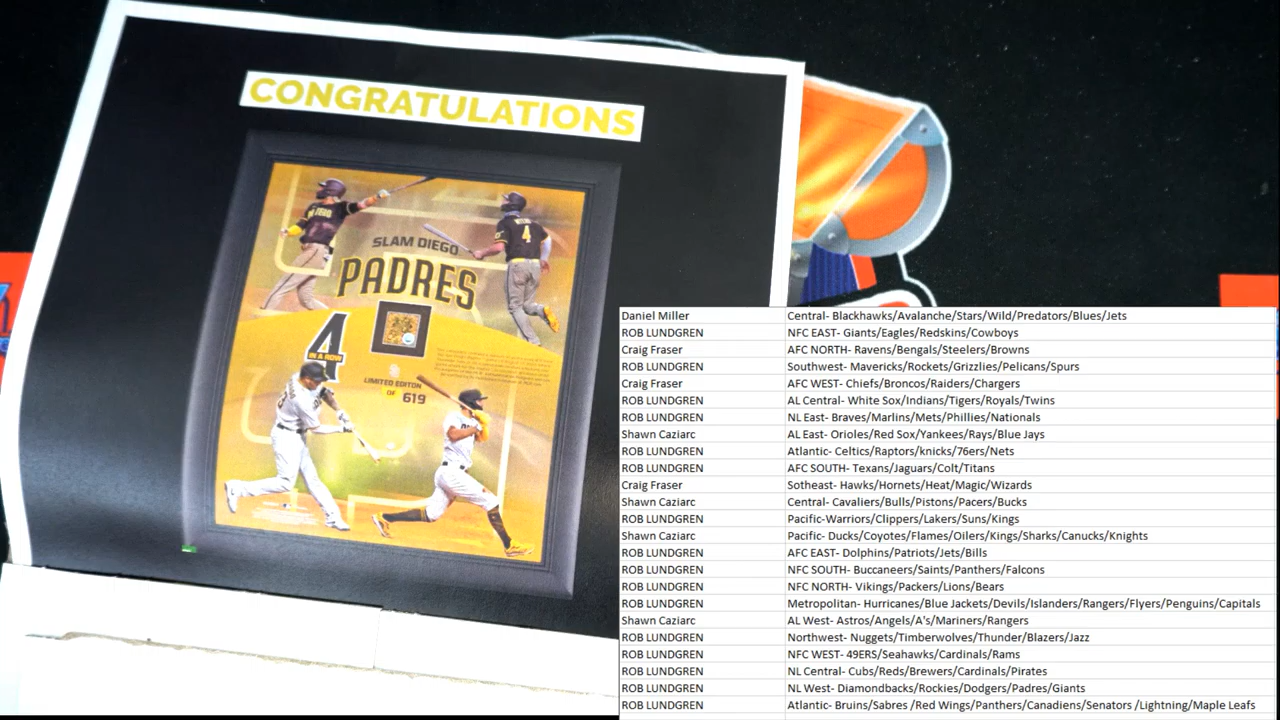 CONGRATULATIONS
SLAM DIEGO
PADRES
4
4
IN A ROW
LIMITED EDITON
OF 619
Daniel Miller Central- Blackhawks/Avalanche/Stars/Wild/Predators/Blues/Jets
ROB LUNDGREN NFC EAST- Giants/Eagles/Redskins/Cowboys
Craig Fraser AFC NORTH- Ravens/Bengals/Steelers/Browns
ROB LUNDGREN Southwest- Mavericks/Rockets/Grizzlies/Pelicans/Spurs
Craig Fraser AFC WEST- Chiefs/Broncos/Raiders/Chargers
ROB LUNDGREN AL Central- White Sox/Indians/Tigers/Royals/Twins
ROB LUNDGREN NL East- Braves/Marlins/Mets/Phillies/Nationals
Shawn Caziarc AL East- Orioles/Red Sox/Yankees/Rays/Blue Jays
ROB LUNDGREN Atlantic- Celtics/Raptors/knicks/76ers/Nets
ROB LUNDGREN AFC SOUTH- Texans/Jaguars/Colt/Titans
Craig Fraser Sotheast- Hawks/Hornets/Heat/Magic/Wizards
Shawn Caziarc Central- Cavaliers/Bulls/Pistons/Pacers/Bucks
ROB LUNDGREN Pacific-Warriors/Clippers/Lakers/Suns/Kings
Shawn Caziarc Pacific- Ducks/Coyotes/Flames/Oilers/Kings/Sharks/Canucks/Knights
ROB LUNDGREN AFC EAST- Dolphins/Patriots/Jets/Bills
ROB LUNDGREN NFC SOUTH- Buccaneers/Saints/Panthers/Falcons
ROB LUNDGREN NFC NORTH- Vikings/Packers/Lions/Bears
ROB LUNDGREN Metropolitan- Hurricanes/Blue Jackets/Devils/Islanders/Rangers/Flyers/Penguins/Capitals
Shawn Caziarc AL West- Astros/Angels/A's/Mariners/Rangers
ROB LUNDGREN Northwest- Nuggets/Timberwolves/Thunder/Blazers/Jazz
ROB LUNDGREN NFC WEST- 49ERS/Seahawks/Cardinals/Rams
ROB LUNDGREN NL Central- Cubs/Reds/Brewers/Cardinals/Pirates
ROB LUNDGREN NL West- Diamondbacks/Rockies/Dodgers/Padres/Giants
ROB LUNDGREN Atlantic- Bruins/Sabres /Red Wings/Panthers/Canadiens/Senators /Lightning/Maple Leafs